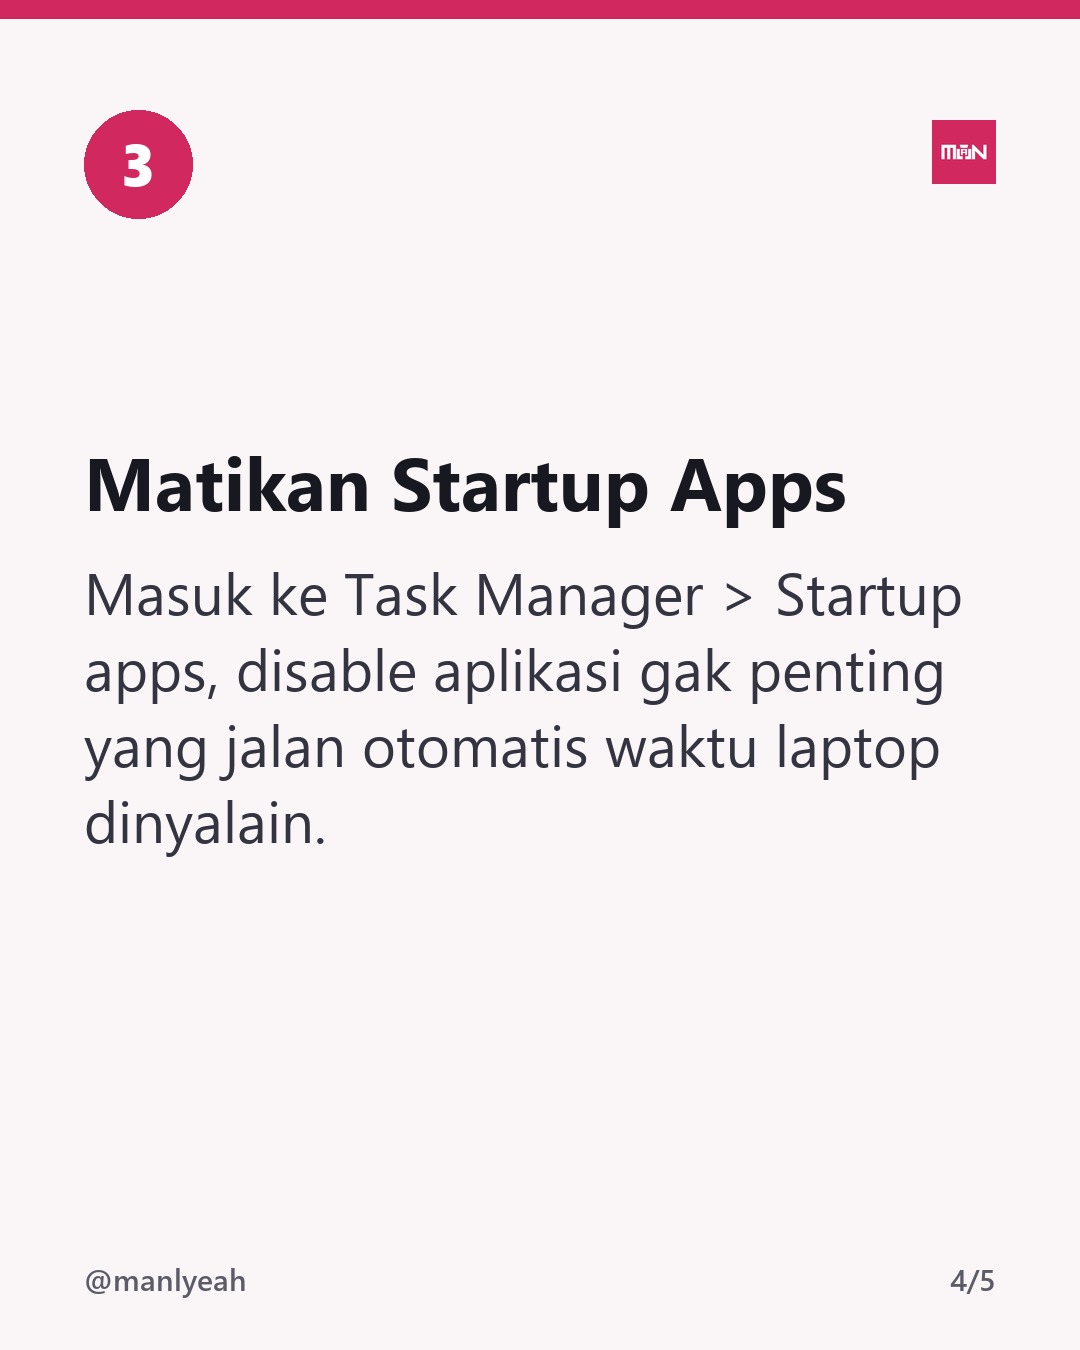 3
MAN
Matikan Startup Apps
Masuk ke Task Manager > Startup
apps, disable aplikasi gak penting
yang jalan otomatis waktu laptop
dinyalain.
@manlyeah
4/5